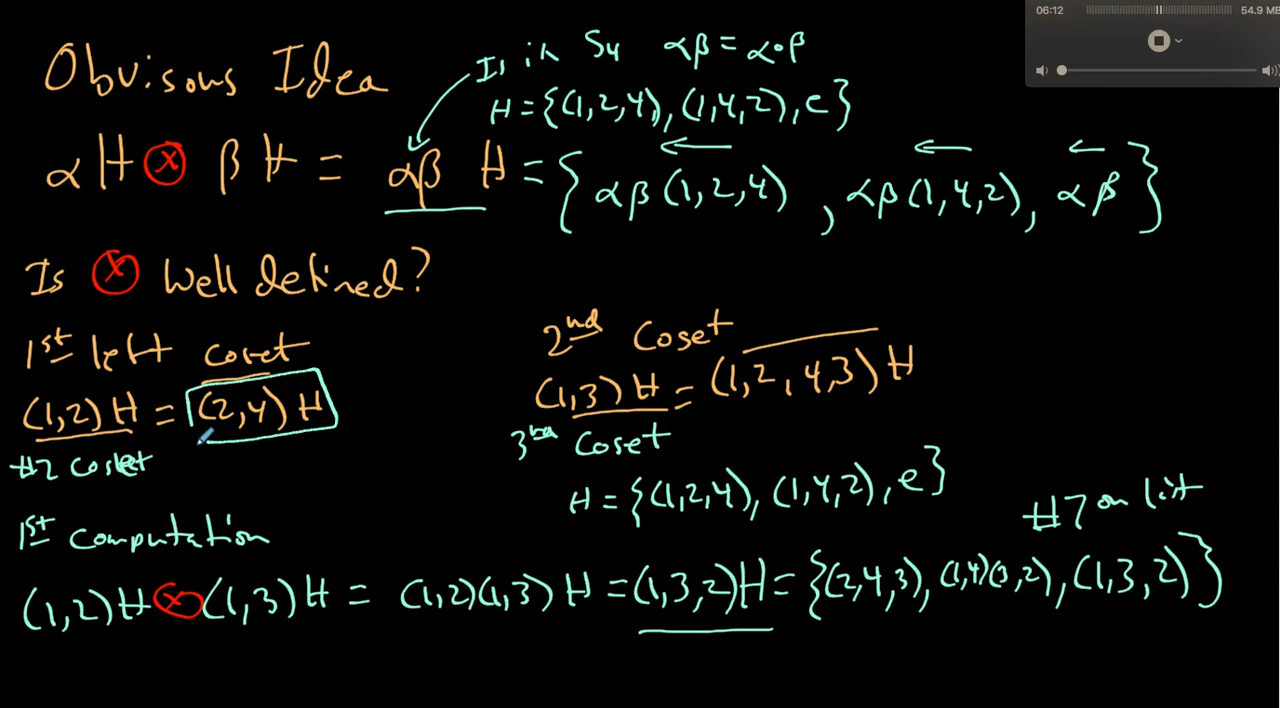 06:12 54.9 MB
Obvisous Idea
Is in S4 αβ = α∘β
H = {(1,2,4), (1,4,2), e}
αH ⊗ βH = αβ H = {αβ(1,2,4), αβ(1,4,2), αβ}
Is ⊗ Well defined?
1st left coset
(1,2)H = (2,4)H
#2 Coset
2nd Coset
(1,3)H = (1,2,4,3)H
3rd Coset
H = {(1,2,4), (1,4,2), e}
#7 on list
1st Computation
(1,2)H ⊗ (1,3)H = (1,2)(1,3)H = (1,3,2)H = {(2,4,3), (1,4)(3,2), (1,3,2)}